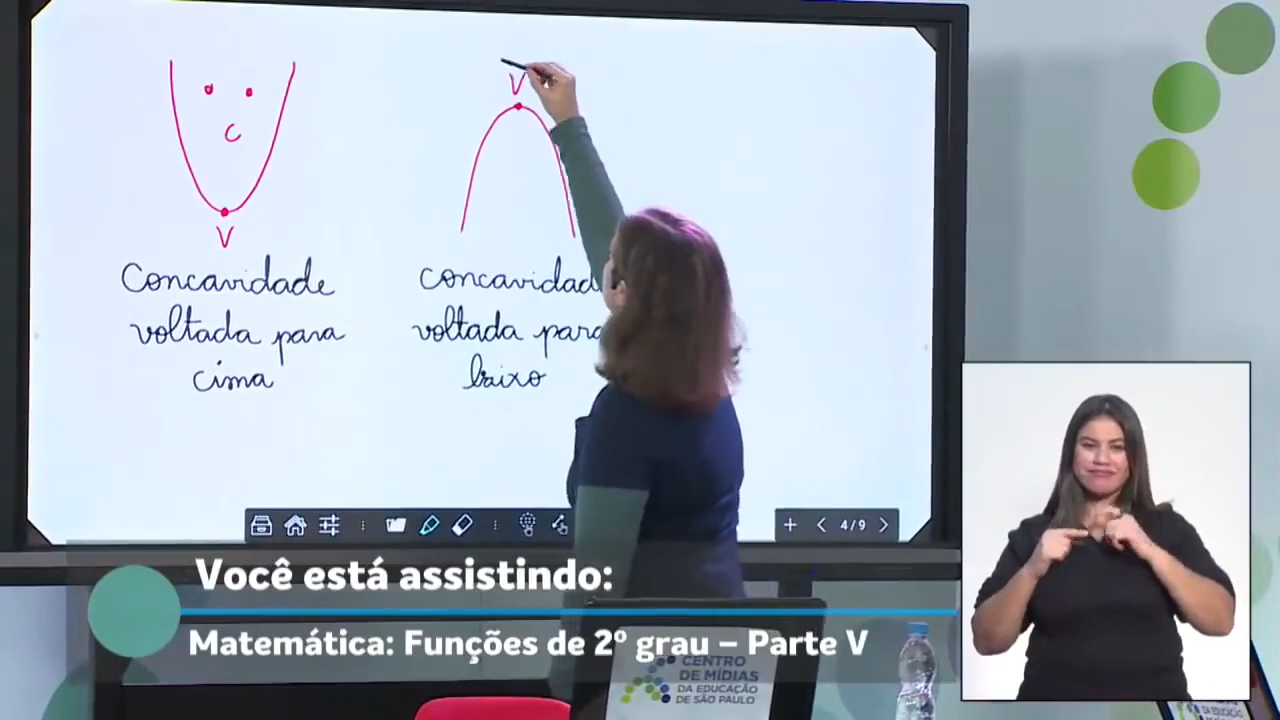 C
V
V
Concavidade
voltada para
cima
concavidad
voltada para
baixo
4/9
Você está assistindo:
Matemática: Funções de 2º grau – Parte V
CENTRO
DE MÍDIAS
DA EDUCAÇÃO
DE SÃO PAULO